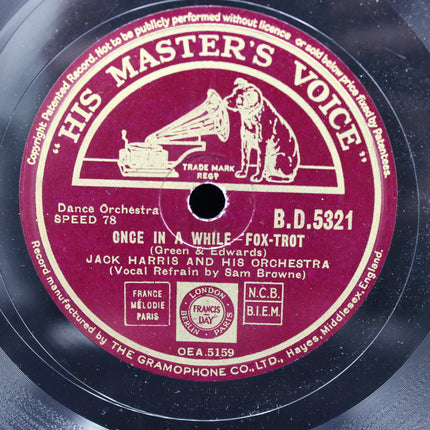 Copyright Patented Record. Not to be publicly performed without licence or sold below price fixed by Patentees.
"HIS MASTER'S VOICE"
TRADE MARK
REGD
Dance Orchestra
SPEED 78
B.D.5321
ONCE IN A WHILE–FOX-TROT
(Green & Edwards)
JACK HARRIS AND HIS ORCHESTRA
(Vocal Refrain by Sam Browne)
FRANCE
MÉLODIE
PARIS
LONDON
FRANCIS
DAY
BERLIN PARIS
N.C.B.
B.I.E.M.
OEA.5159
Record manufactured by THE GRAMOPHONE CO., LTD., Hayes, Middlesex, England.